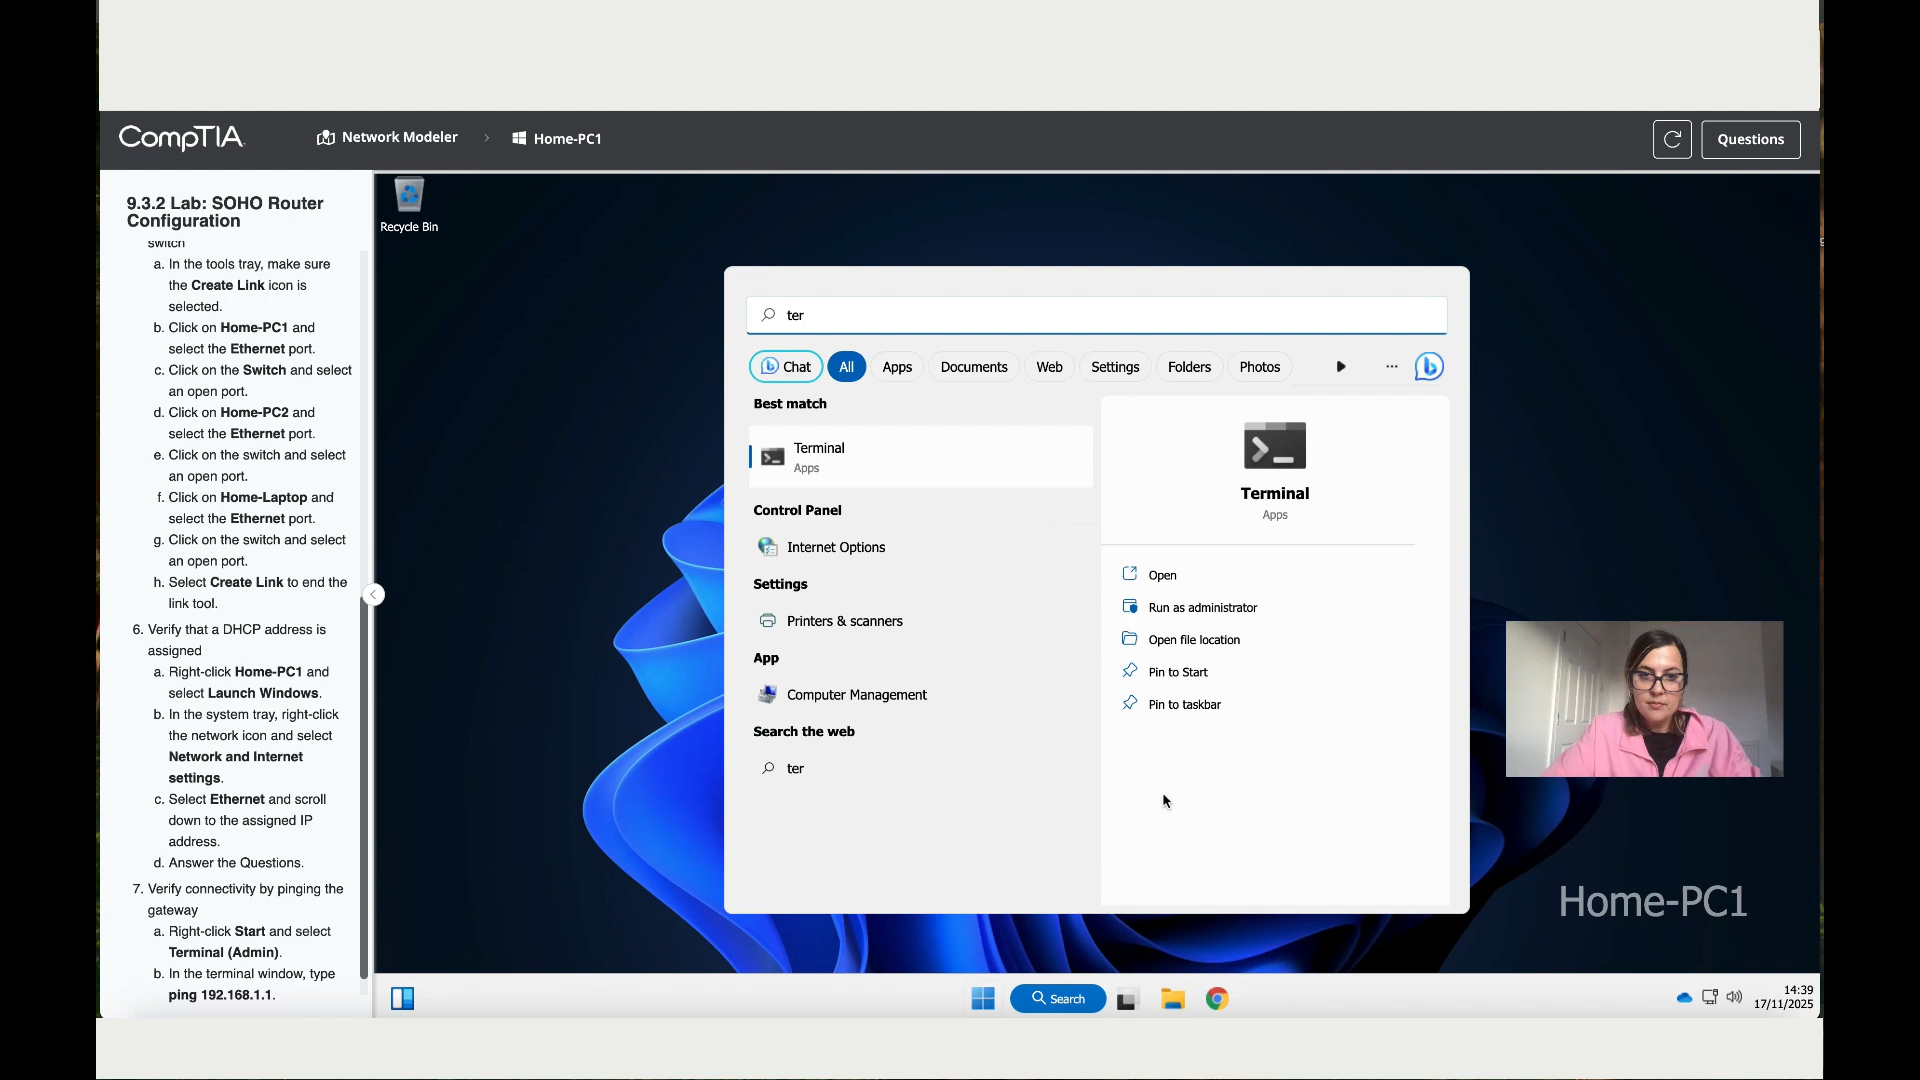 CompTIA.
Network Modeler
Home-PC1
Questions
9.3.2 Lab: SOHO Router
Configuration
switch
a. In the tools tray, make sure
the Create Link icon is
selected.
b. Click on Home-PC1 and
select the Ethernet port.
c. Click on the Switch and select
an open port.
d. Click on Home-PC2 and
select the Ethernet port.
e. Click on the switch and select
an open port.
f. Click on Home-Laptop and
select the Ethernet port.
g. Click on the switch and select
an open port.
h. Select Create Link to end the
link tool.
6. Verify that a DHCP address is
assigned
a. Right-click Home-PC1 and
select Launch Windows.
b. In the system tray, right-click
the network icon and select
Network and Internet
settings.
c. Select Ethernet and scroll
down to the assigned IP
address.
d. Answer the Questions.
7. Verify connectivity by pinging the
gateway
a. Right-click Start and select
Terminal (Admin).
b. In the terminal window, type
ping 192.168.1.1.
Recycle Bin
ter
Chat
All
Apps
Documents
Web
Settings
Folders
Photos
Best match
Terminal
Apps
Control Panel
Internet Options
Settings
Printers & scanners
App
Computer Management
Search the web
ter
Terminal
Apps
Open
Run as administrator
Open file location
Pin to Start
Pin to taskbar
Home-PC1
Search
14:39
17/11/2025